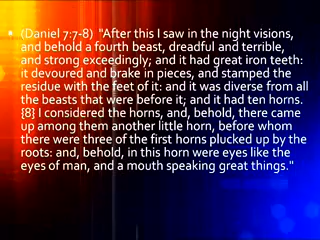 • (Daniel 7:7-8)  "After this I saw in the night visions,
and behold a fourth beast, dreadful and terrible,
and strong exceedingly; and it had great iron teeth:
it devoured and brake in pieces, and stamped the
residue with the feet of it: and it was diverse from all
the beasts that were before it; and it had ten horns.
{8} I considered the horns, and, behold, there came
up among them another little horn, before whom
there were three of the first horns plucked up by the
roots: and, behold, in this horn were eyes like the
eyes of man, and a mouth speaking great things."